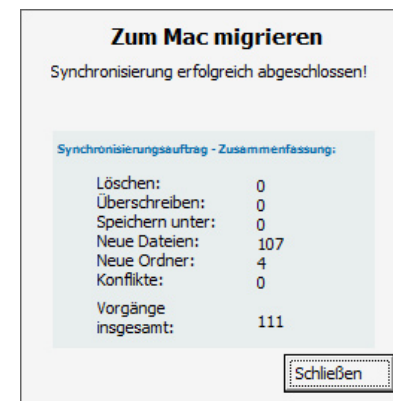 Zum Mac migrieren
Synchronisierung erfolgreich abgeschlossen!
Synchronisierungsauftrag - Zusammenfassung:
Löschen: 0
Überschreiben: 0
Speichern unter: 0
Neue Dateien: 107
Neue Ordner: 4
Konflikte: 0
Vorgänge
insgesamt: 111
Schließen